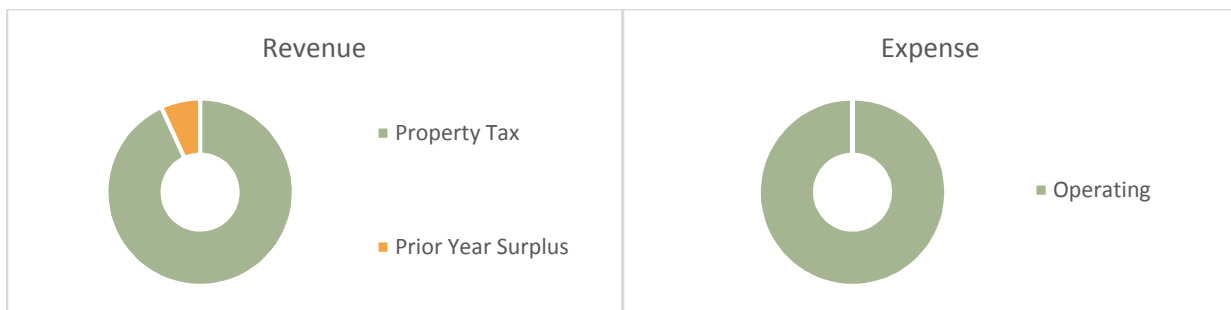 Revenue
Property Tax
Prior Year Surplus
Expense
Operating